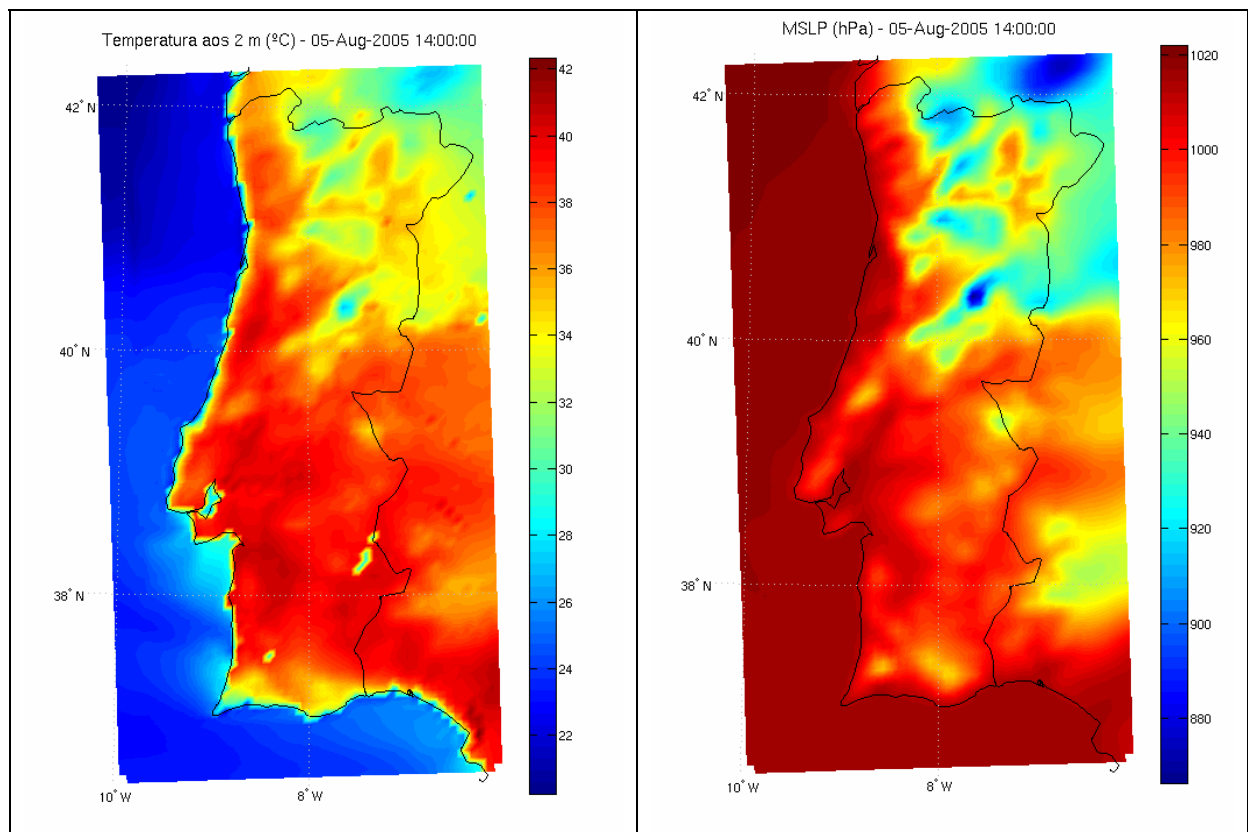 Temperatura aos 2 m (ºC) - 05-Aug-2005 14:00:00
42
40
38
36
34
32
30
28
26
24
22
42° N
40° N
38° N
10° W
8° W
MSLP (hPa) - 05-Aug-2005 14:00:00
1020
1000
980
960
940
920
900
880
42° N
40° N
38° N
10° W
8° W